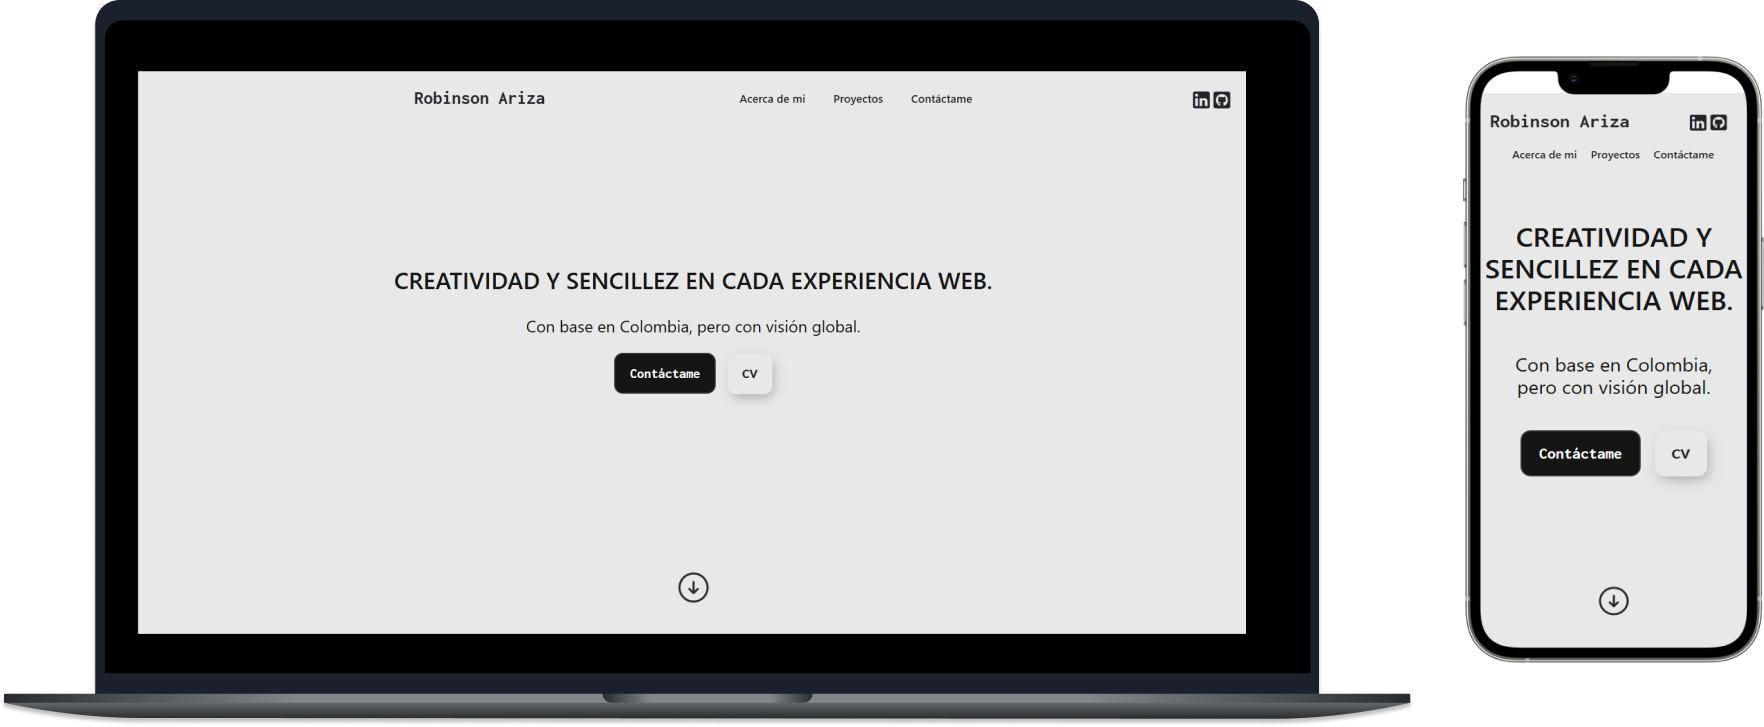 Robinson Ariza
Acerca de mi Proyectos Contáctame
in
CREATIVIDAD Y SENCILLEZ EN CADA EXPERIENCIA WEB.
Con base en Colombia, pero con visión global.
Contáctame CV
Robinson Ariza
in
Acerca de mi Proyectos Contáctame
CREATIVIDAD Y
SENCILLEZ EN CADA
EXPERIENCIA WEB.
Con base en Colombia,
pero con visión global.
Contáctame CV